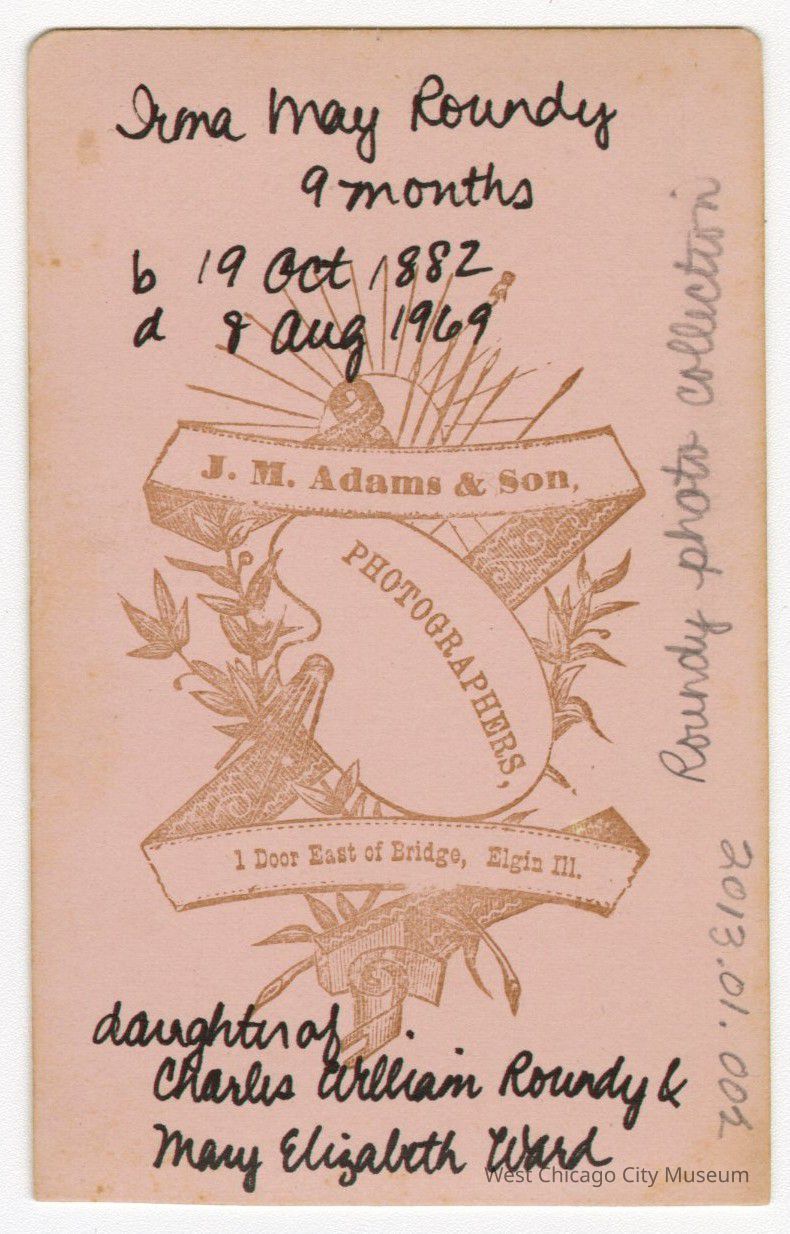 Irma May Roundy
9 months
b 19 Oct 1882
d 8 Aug 1969
J. M. Adams & Son,
PHOTOGRAPHERS,
1 Door East of Bridge, Elgin Ill.
daughter of
Charles William Roundy &
Mary Elizabeth Ward
Roundy photo collection
2013.01.002
West Chicago City Museum